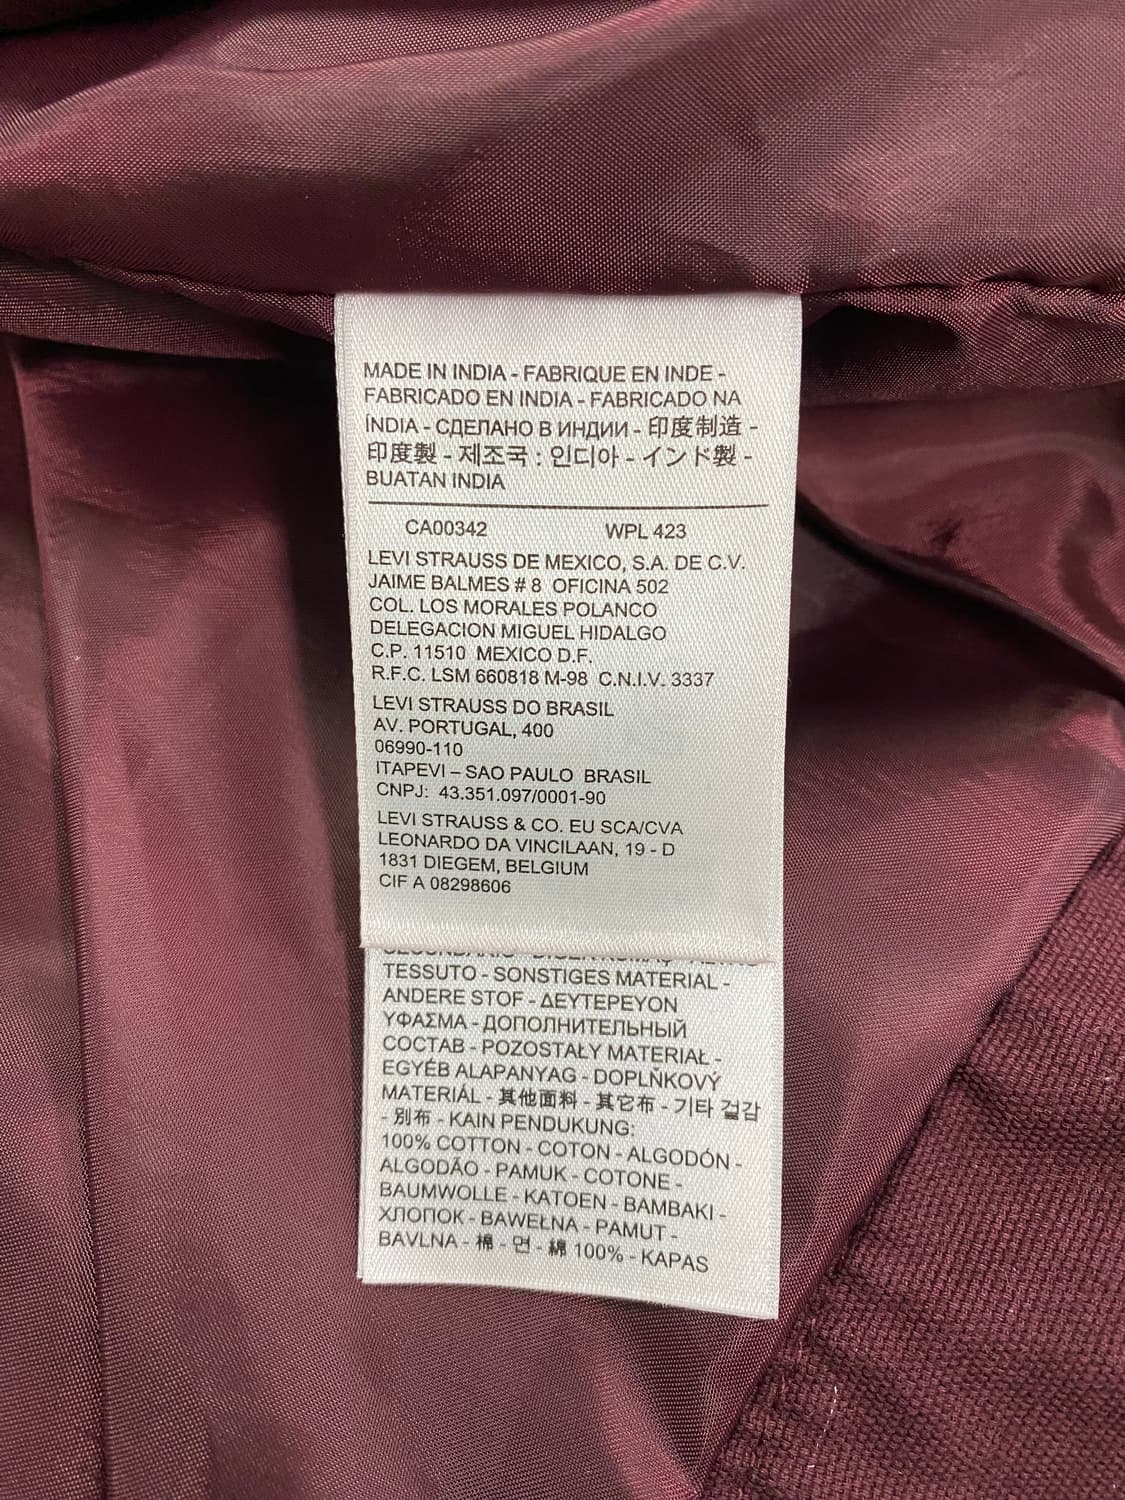 MADE IN INDIA - FABRIQUE EN INDE -
FABRICADO EN INDIA - FABRICADO NA
ÍNDIA - СДЕЛАНО В ИНДИИ - 印度制造 -
印度製 - 제조국 : 인디아 - インド製 -
BUATAN INDIA
CA00342 WPL 423
LEVI STRAUSS DE MEXICO, S.A. DE C.V.
JAIME BALMES # 8 OFICINA 502
COL. LOS MORALES POLANCO
DELEGACION MIGUEL HIDALGO
C.P. 11510 MEXICO D.F.
R.F.C. LSM 660818 M-98 C.N.I.V. 3337
LEVI STRAUSS DO BRASIL
AV. PORTUGAL, 400
06990-110
ITAPEVI – SAO PAULO BRASIL
CNPJ: 43.351.097/0001-90
LEVI STRAUSS & CO. EU SCA/CVA
LEONARDO DA VINCILAAN, 19 - D
1831 DIEGEM, BELGIUM
CIF A 08298606
TESSUTO - SONSTIGES MATERIAL -
ANDERE STOF - ΔΕΥΤΕΡΕΥΟΝ
ΥΦΑΣΜΑ - ДОПОЛНИТЕЛЬНЫЙ
СОСТАВ - POZOSTAŁY MATERIAŁ -
EGYÉB ALAPANYAG - DOPLŇKOVÝ
MATERIÁL - 其他面料 - 其它布 - 기타 겉감
- 別布 - KAIN PENDUKUNG:
100% COTTON - COTON - ALGODÓN -
ALGODÃO - PAMUK - COTONE -
BAUMWOLLE - KATOEN - BAMBAKI -
ХЛОПОК - BAWEŁNA - PAMUT -
BAVLNA - 棉 - 면 - 綿 100% - KAPAS